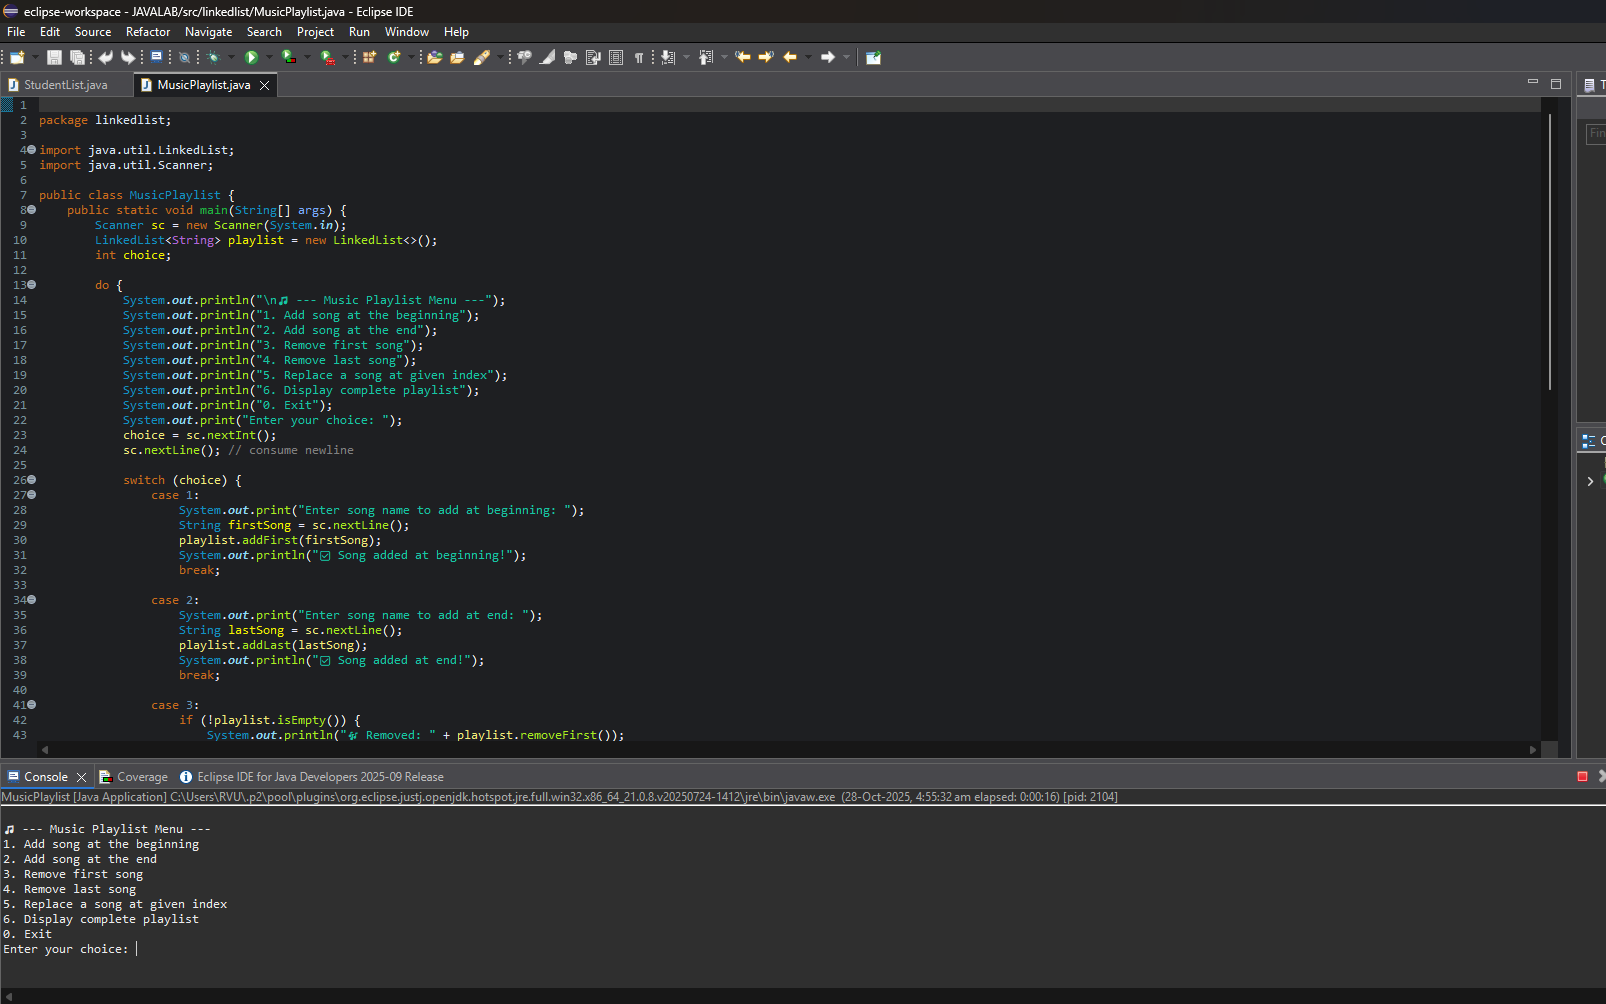 eclipse-workspace - JAVALAB/src/linkedlist/MusicPlaylist.java - Eclipse IDE
File Edit Source Refactor Navigate Search Project Run Window Help
StudentList.java MusicPlaylist.java
1
2 package linkedlist;
3
4 import java.util.LinkedList;
5 import java.util.Scanner;
6
7 public class MusicPlaylist {
8 public static void main(String[] args) {
9 Scanner sc = new Scanner(System.in);
10 LinkedList<String> playlist = new LinkedList<>();
11 int choice;
12
13 do {
14 System.out.println("\n🎵 --- Music Playlist Menu ---");
15 System.out.println("1. Add song at the beginning");
16 System.out.println("2. Add song at the end");
17 System.out.println("3. Remove first song");
18 System.out.println("4. Remove last song");
19 System.out.println("5. Replace a song at given index");
20 System.out.println("6. Display complete playlist");
21 System.out.println("0. Exit");
22 System.out.print("Enter your choice: ");
23 choice = sc.nextInt();
24 sc.nextLine(); // consume newline
25
26 switch (choice) {
27 case 1:
28 System.out.print("Enter song name to add at beginning: ");
29 String firstSong = sc.nextLine();
30 playlist.addFirst(firstSong);
31 System.out.println("✅ Song added at beginning!");
32 break;
33
34 case 2:
35 System.out.print("Enter song name to add at end: ");
36 String lastSong = sc.nextLine();
37 playlist.addLast(lastSong);
38 System.out.println("✅ Song added at end!");
39 break;
40
41 case 3:
42 if (!playlist.isEmpty()) {
43 System.out.println("🎶 Removed: " + playlist.removeFirst());
Fin
Console Coverage Eclipse IDE for Java Developers 2025-09 Release
MusicPlaylist [Java Application] C:\Users\RVU\.p2\pool\plugins\org.eclipse.justj.openjdk.hotspot.jre.full.win32.x86_64_21.0.8.v20250724-1412\jre\bin\javaw.exe (28-Oct-2025, 4:55:32 am elapsed: 0:00:16) [pid: 2104]
🎵 --- Music Playlist Menu ---
1. Add song at the beginning
2. Add song at the end
3. Remove first song
4. Remove last song
5. Replace a song at given index
6. Display complete playlist
0. Exit
Enter your choice: